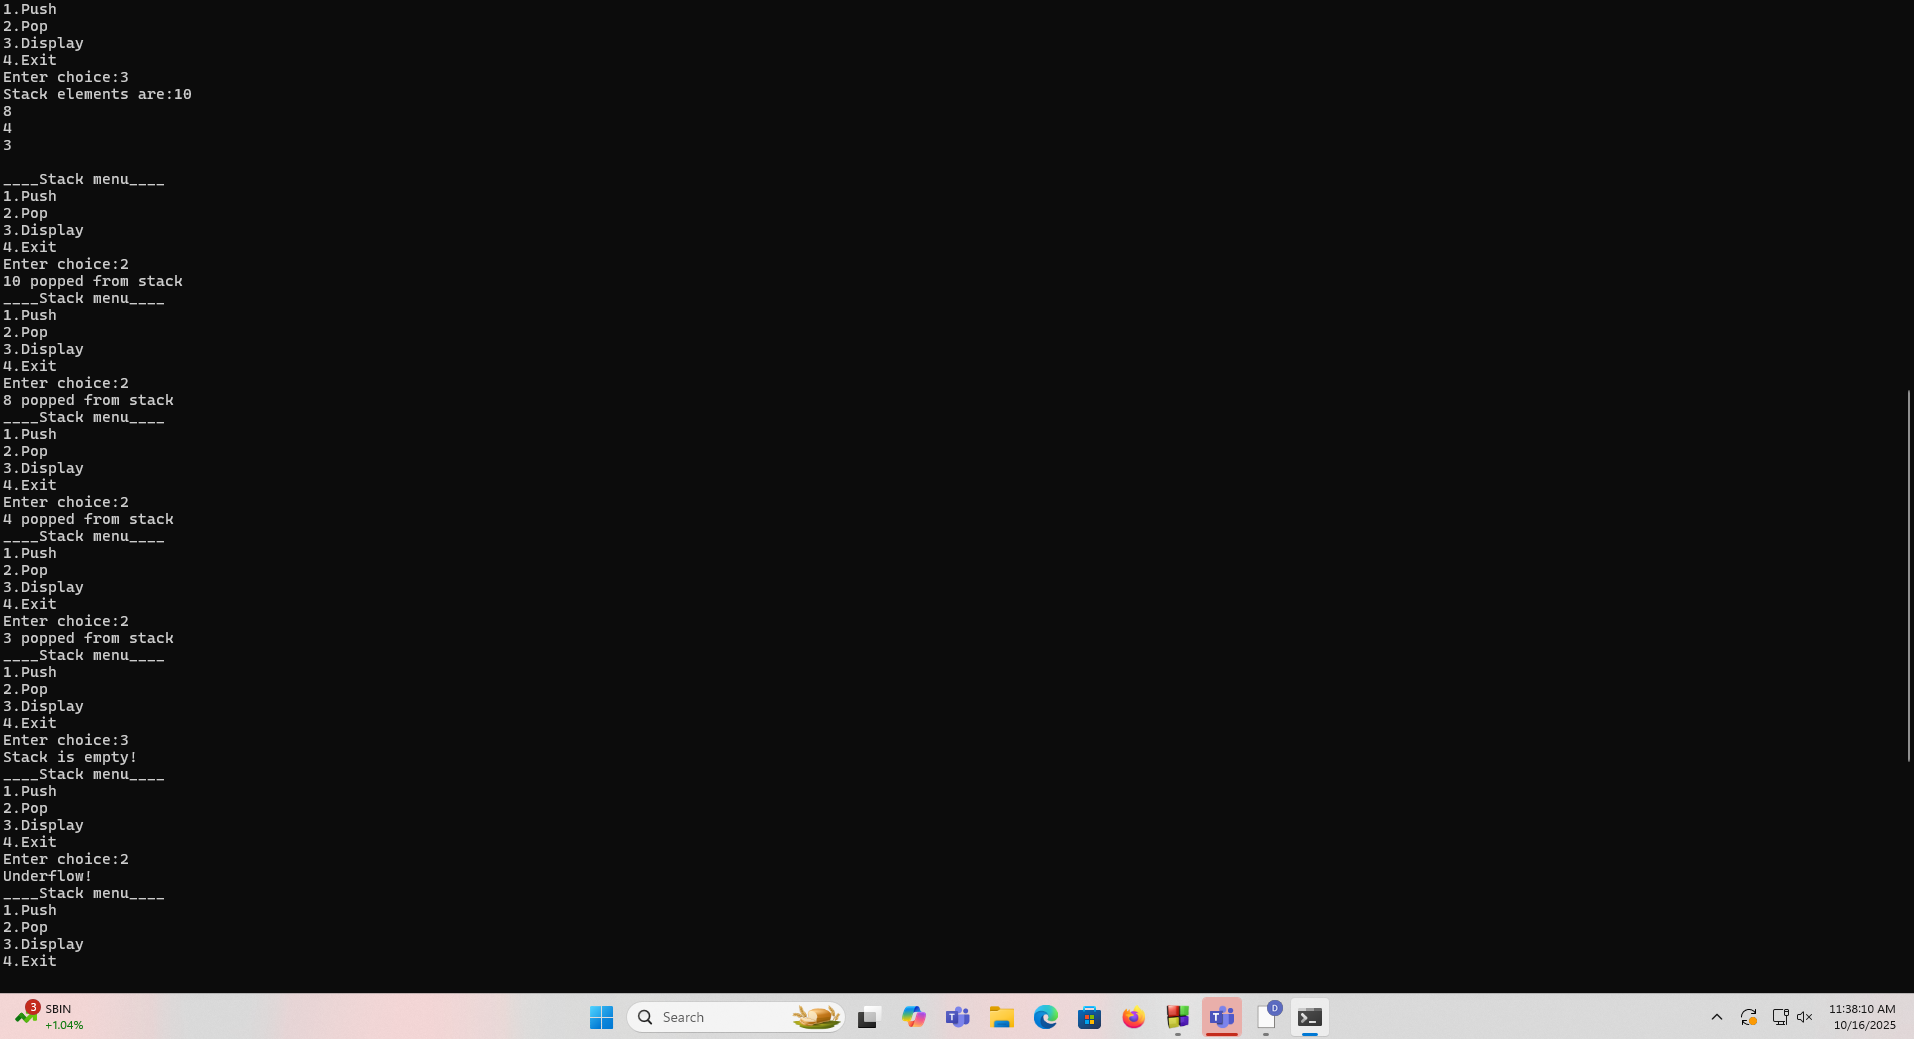 1.Push
2.Pop
3.Display
4.Exit
Enter choice:3
Stack elements are:10
8
4
3
____Stack menu____
1.Push
2.Pop
3.Display
4.Exit
Enter choice:2
10 popped from stack
____Stack menu____
1.Push
2.Pop
3.Display
4.Exit
Enter choice:2
8 popped from stack
____Stack menu____
1.Push
2.Pop
3.Display
4.Exit
Enter choice:2
4 popped from stack
____Stack menu____
1.Push
2.Pop
3.Display
4.Exit
Enter choice:2
3 popped from stack
____Stack menu____
1.Push
2.Pop
3.Display
4.Exit
Enter choice:3
Stack is empty!
____Stack menu____
1.Push
2.Pop
3.Display
4.Exit
Enter choice:2
Underflow!
____Stack menu____
1.Push
2.Pop
3.Display
4.Exit
3
SBIN
+1.04%
Search
T
T
D
11:38:10 AM
10/16/2025